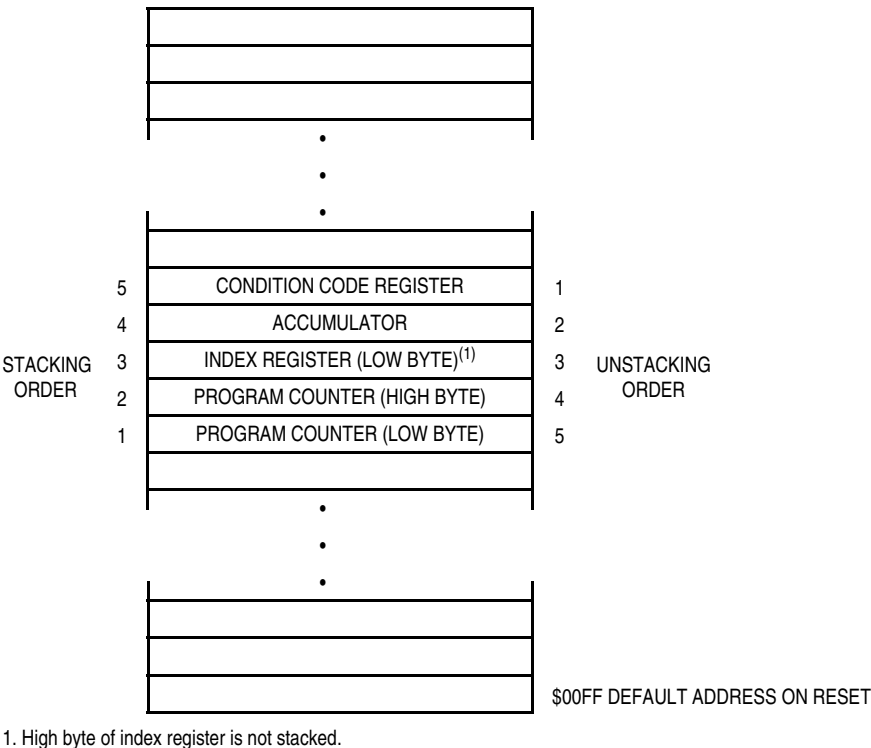 5 CONDITION CODE REGISTER 1
4 ACCUMULATOR 2
STACKING ORDER 3 INDEX REGISTER (LOW BYTE)(1) 3 UNSTACKING ORDER
2 PROGRAM COUNTER (HIGH BYTE) 4
1 PROGRAM COUNTER (LOW BYTE) 5
$00FF DEFAULT ADDRESS ON RESET
1. High byte of index register is not stacked.